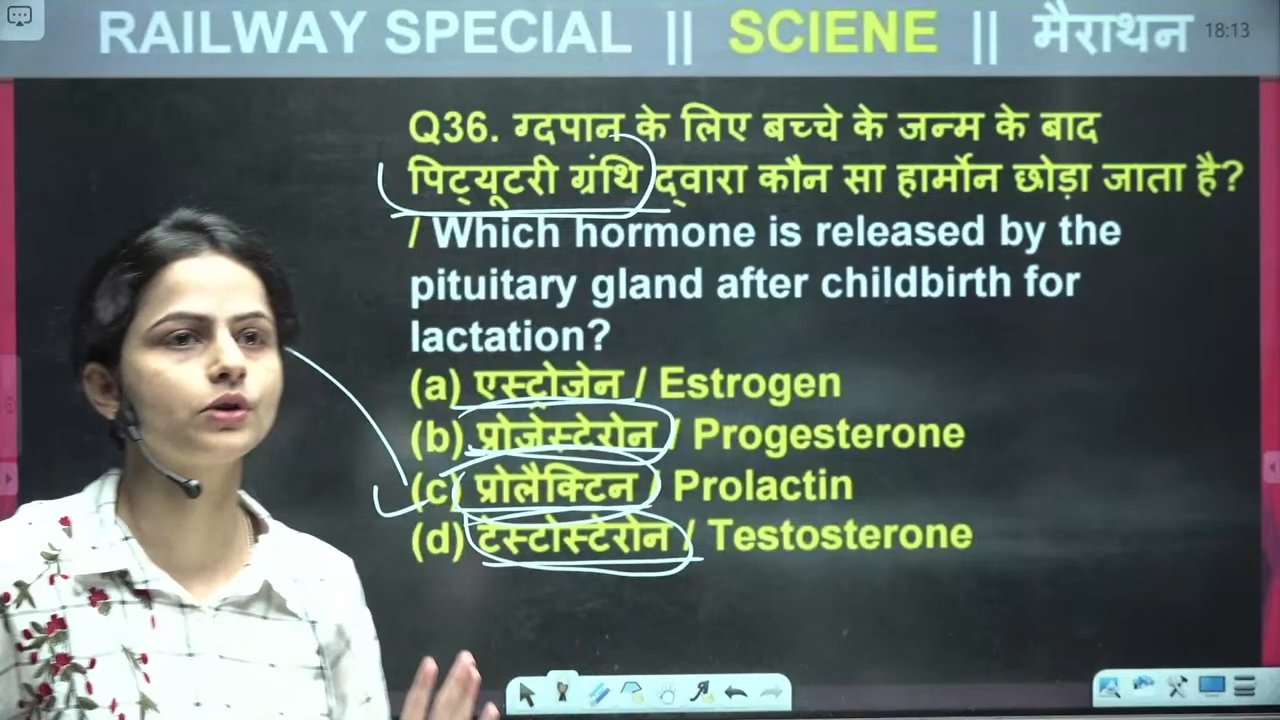 RAILWAY SPECIAL || SCIENE || मैराथन 18:13
Q36. ग्दपान के लिए बच्चे के जन्म के बाद
पिट्यूटरी ग्रंथि द्वारा कौन सा हार्मोन छोड़ा जाता है?
/ Which hormone is released by the
pituitary gland after childbirth for
lactation?
(a) एस्ट्रोजेन / Estrogen
(b) प्रोजेस्टेरोन / Progesterone
(c) प्रोलैक्टिन / Prolactin
(d) टेस्टोस्टेरोन / Testosterone